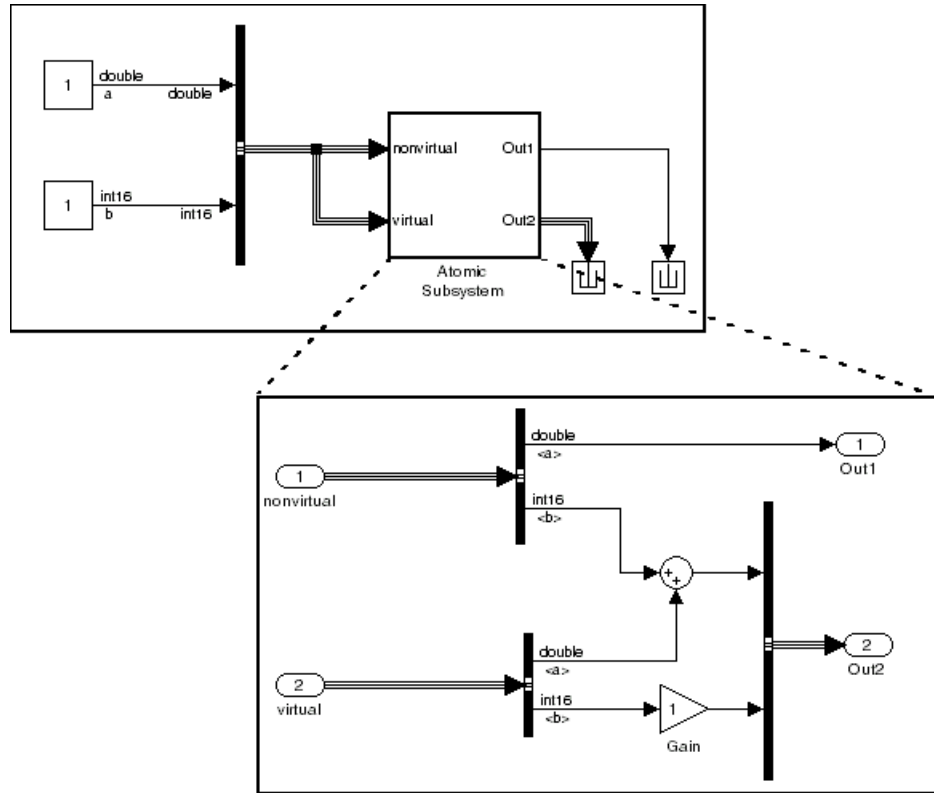 1
double
a
double
1
int16
b
int16
nonvirtual
Out1
virtual
Out2
Atomic
Subsystem
1
nonvirtual
double
<a>
int16
<b>
1
Out1
++
2
virtual
double
<a>
int16
<b>
1
Gain
2
Out2